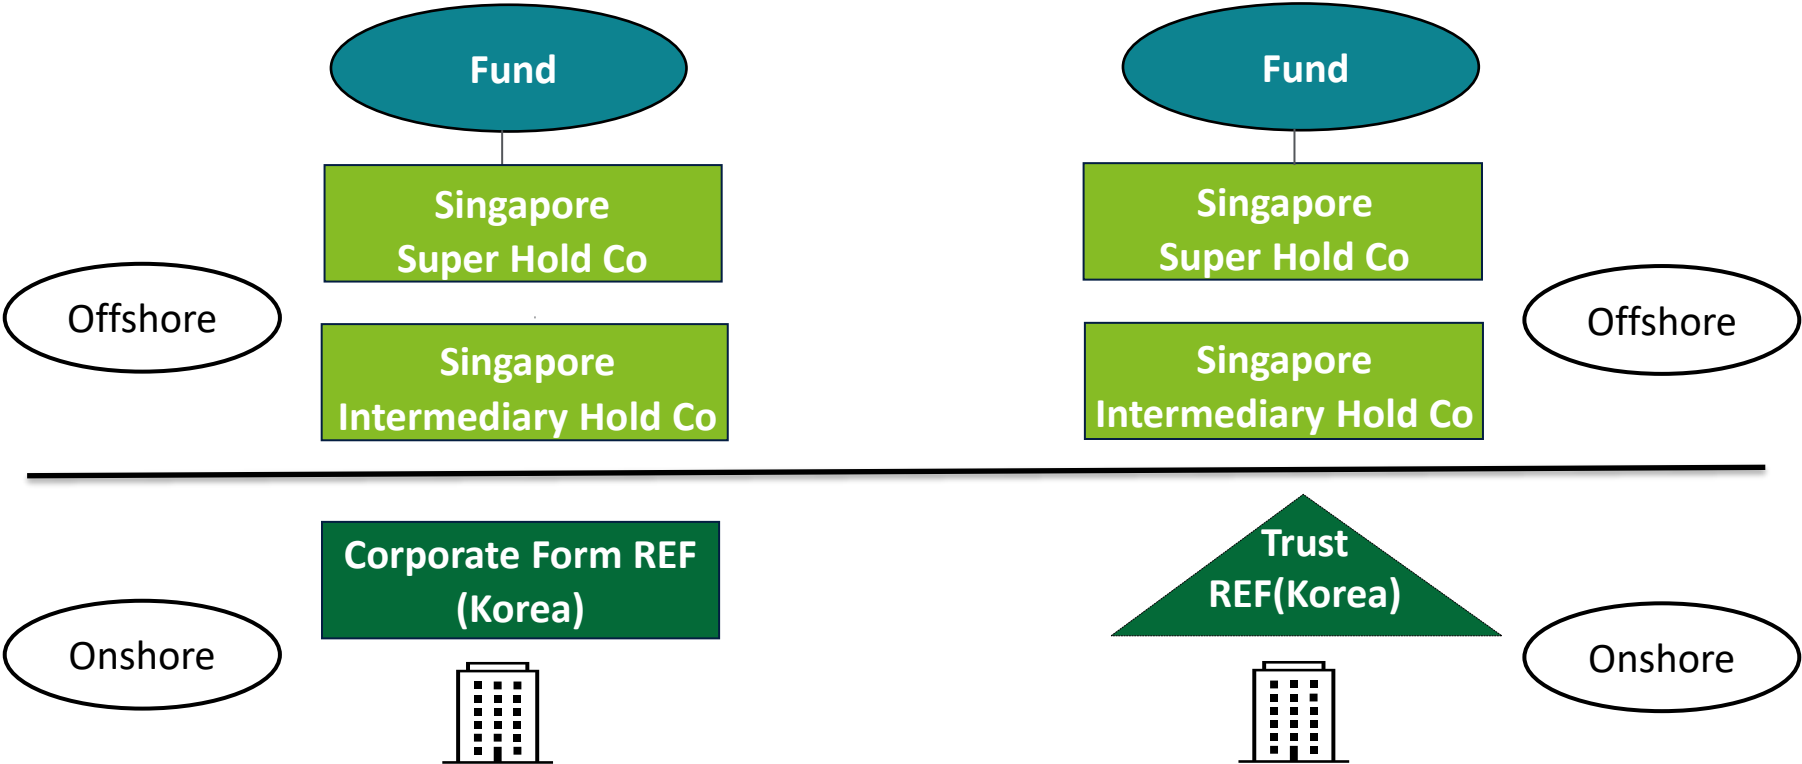 Fund
Singapore
Super Hold Co
Offshore
Singapore
Intermediary Hold Co
Corporate Form REF
(Korea)
Onshore
Fund
Singapore
Super Hold Co
Offshore
Singapore
Intermediary Hold Co
Trust
REF(Korea)
Onshore